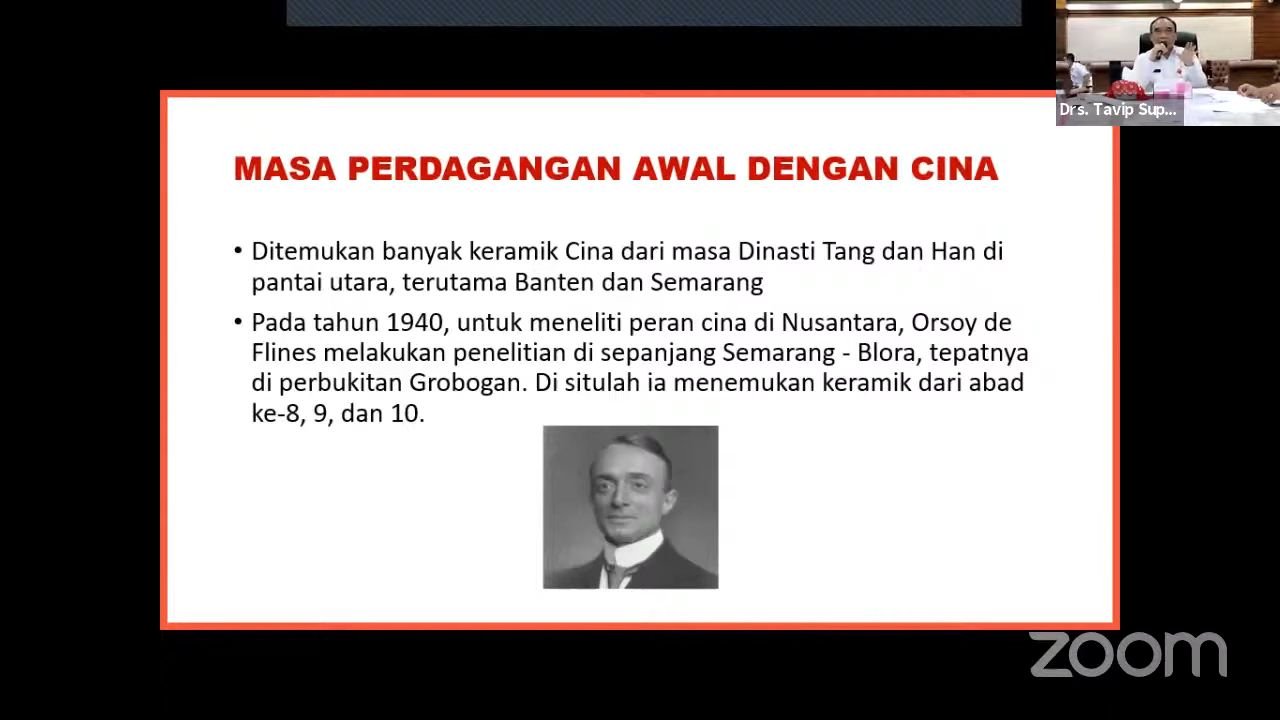 Drs. Tavip Sup...
MASA PERDAGANGAN AWAL DENGAN CINA
• Ditemukan banyak keramik Cina dari masa Dinasti Tang dan Han di
pantai utara, terutama Banten dan Semarang
• Pada tahun 1940, untuk meneliti peran cina di Nusantara, Orsoy de
Flines melakukan penelitian di sepanjang Semarang - Blora, tepatnya
di perbukitan Grobogan. Di situlah ia menemukan keramik dari abad
ke-8, 9, dan 10.
zoom